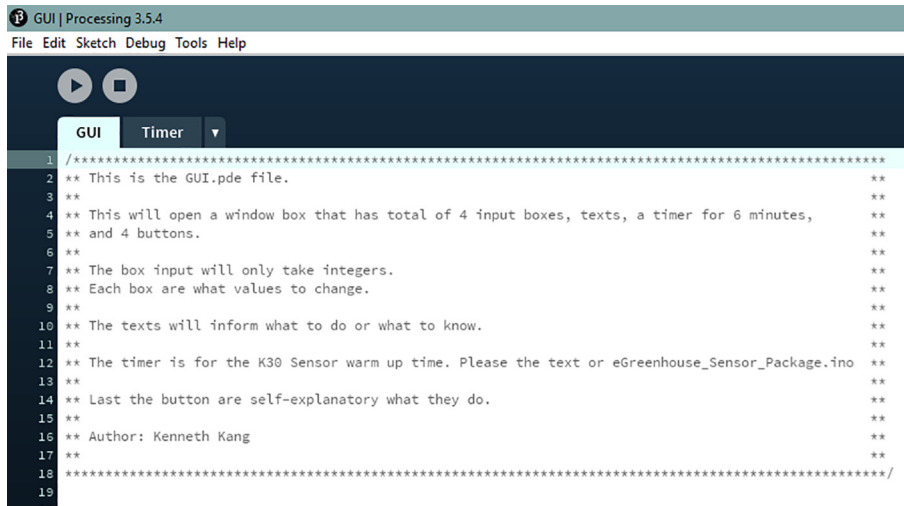 GUI | Processing 3.5.4
File Edit Sketch Debug Tools Help
GUI Timer ▼
1 /*****************************************************************************************************
2 ** This is the GUI.pde file. **
3 ** **
4 ** This will open a window box that has total of 4 input boxes, texts, a timer for 6 minutes, **
5 ** and 4 buttons. **
6 ** **
7 ** The box input will only take integers. **
8 ** Each box are what values to change. **
9 ** **
10 ** The texts will inform what to do or what to know. **
11 ** **
12 ** The timer is for the K30 Sensor warm up time. Please the text or eGreenhouse_Sensor_Package.ino **
13 ** **
14 ** Last the button are self-explanatory what they do. **
15 ** **
16 ** Author: Kenneth Kang **
17 ** **
18 ******************************************************************************************************/
19